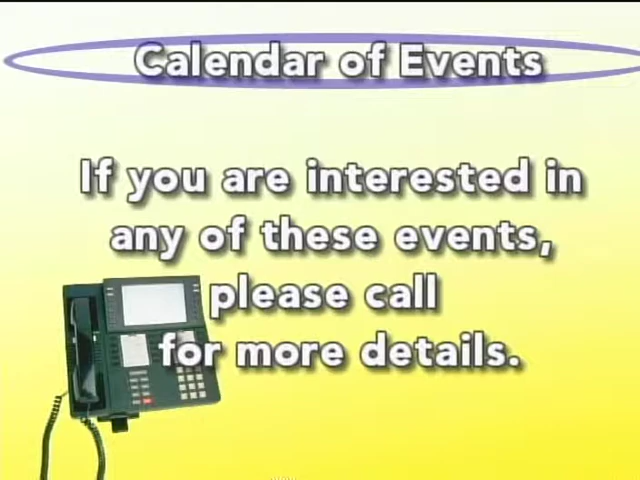 Calendar of Events
If you are interested in
any of these events,
please call
for more details.